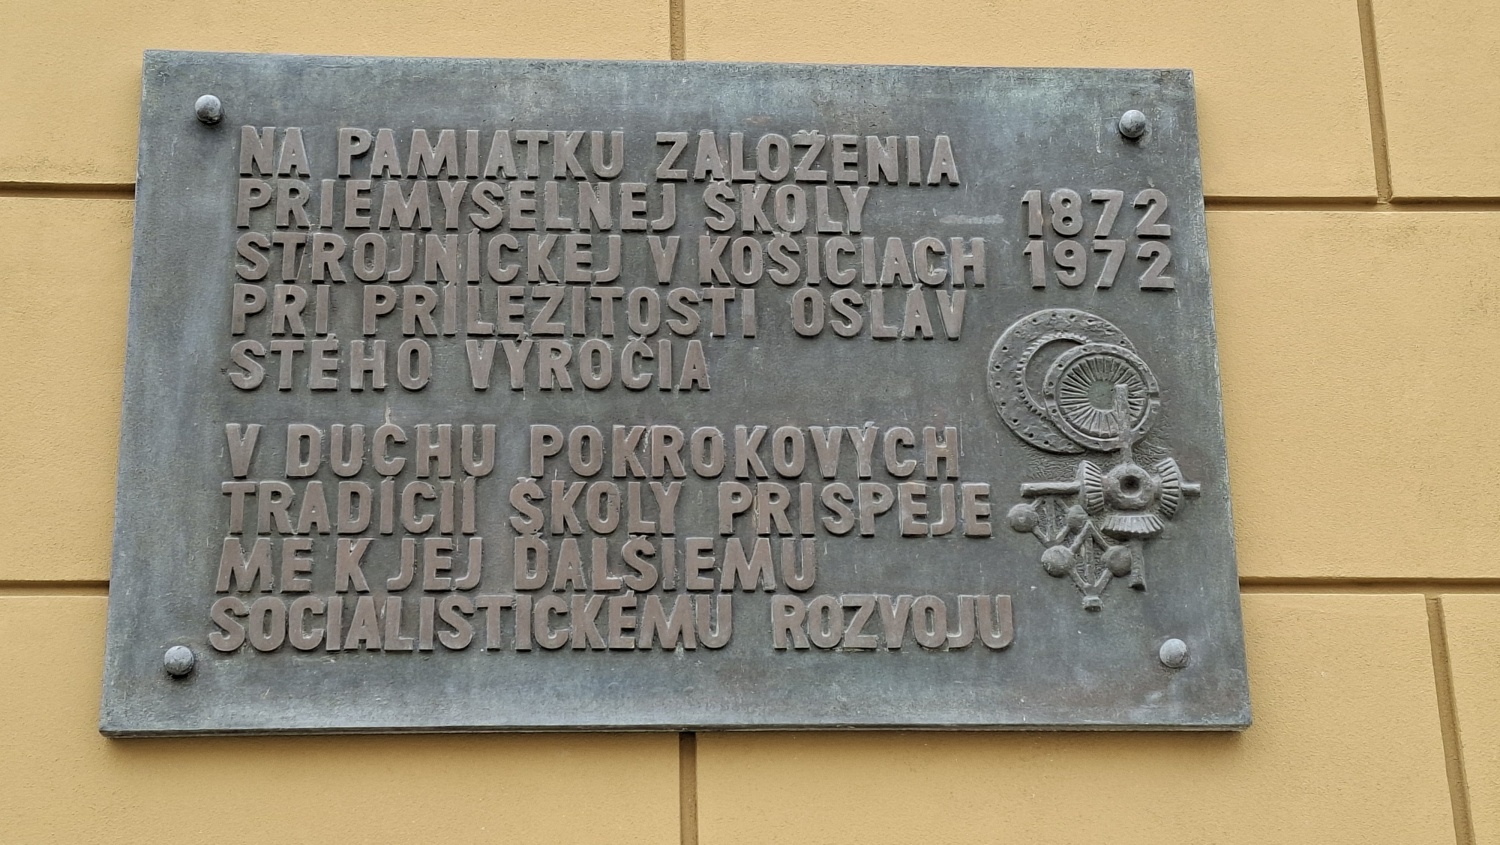 NA PAMIATKU ZALOŽENIA
PRIEMYSELNEJ ŠKOLY
STROJNÍCKEJ V KOŠICIACH
PRI PRÍLEŽITOSTI OSLÁV
STÉHO VÝROČIA
1872
1972
V DUCHU POKROKOVÝCH
TRADÍCIÍ ŠKOLY PRISPEJE
ME K JEJ ĎALŠIEMU
SOCIALISTICKÉMU ROZVOJU